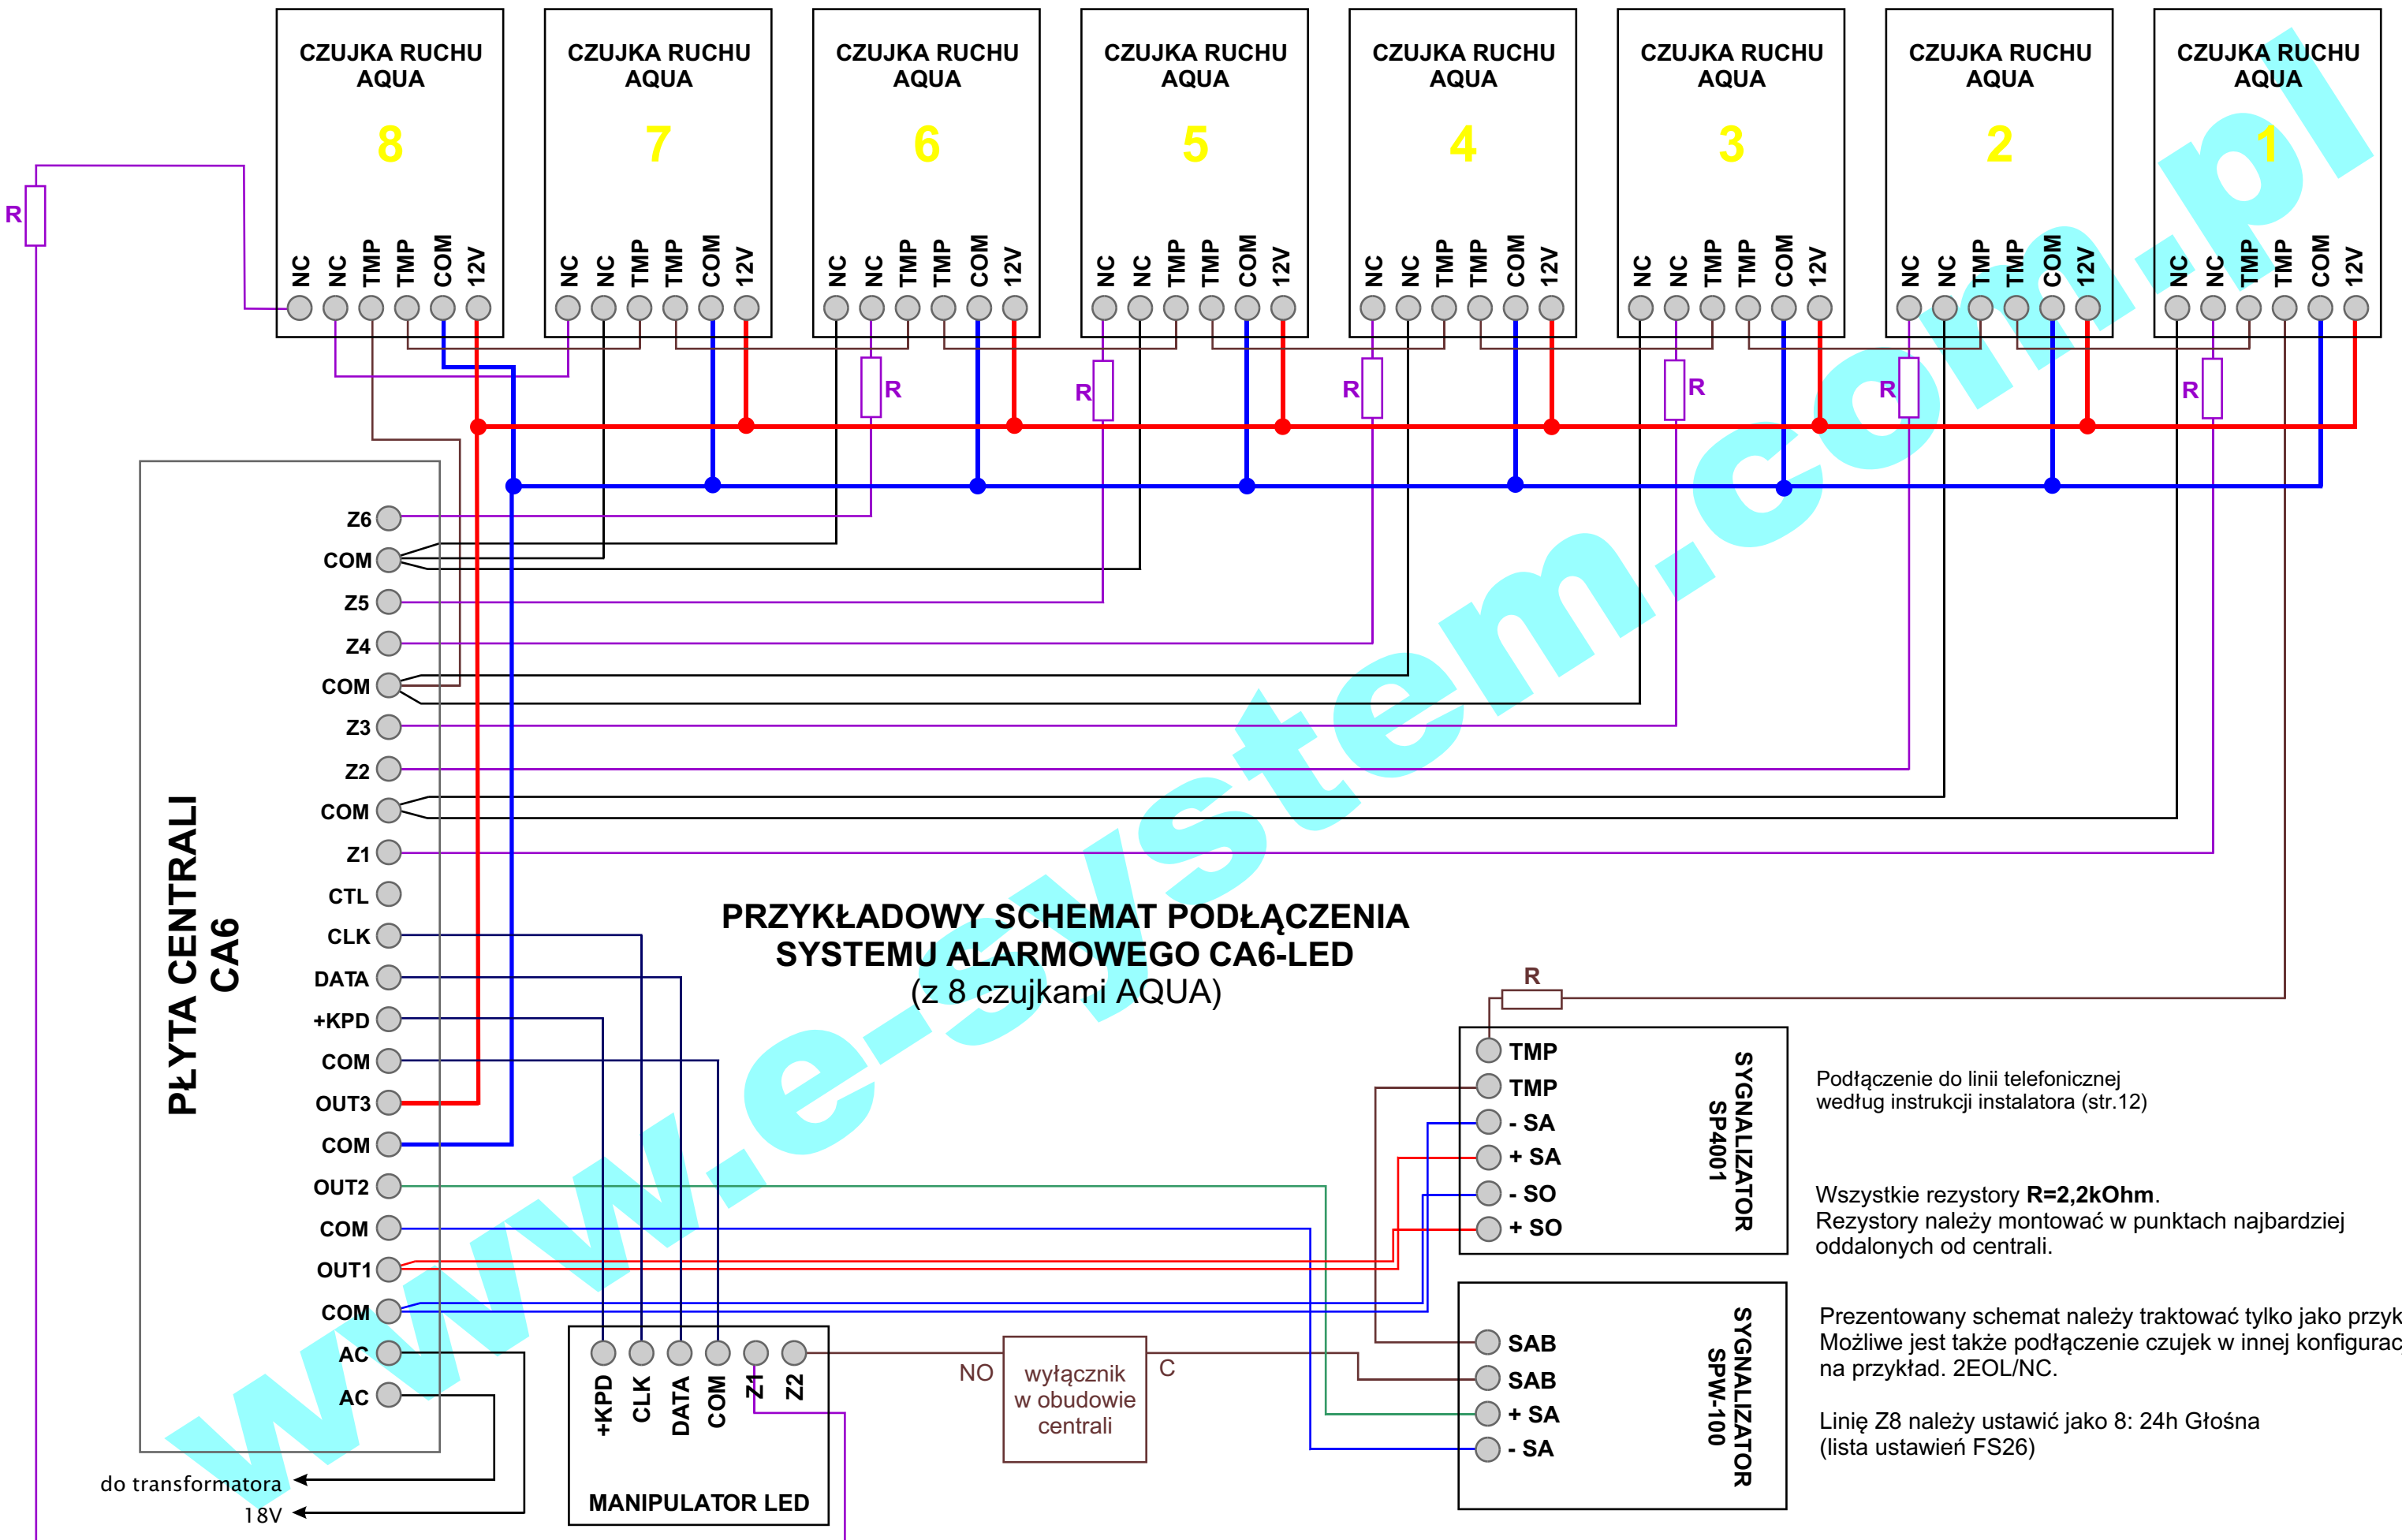 CZUJKA RUCHU
AQUA
8
NC NC TMP TMP COM 12V
CZUJKA RUCHU
AQUA
7
NC NC TMP TMP COM 12V
CZUJKA RUCHU
AQUA
6
NC NC TMP TMP COM 12V
CZUJKA RUCHU
AQUA
5
NC NC TMP TMP COM 12V
CZUJKA RUCHU
AQUA
4
NC NC TMP TMP COM 12V
CZUJKA RUCHU
AQUA
3
NC NC TMP TMP COM 12V
CZUJKA RUCHU
AQUA
2
NC NC TMP TMP COM 12V
CZUJKA RUCHU
AQUA
1
NC NC TMP TMP COM 12V
R
R
R
R
R
R
R
PŁYTA CENTRALI
CA6
Z6
COM
Z5
Z4
COM
Z3
Z2
COM
Z1
CTL
CLK
DATA
+KPD
COM
OUT3
COM
OUT2
COM
OUT1
COM
AC
AC
do transformatora
18V
PRZYKŁADOWY SCHEMAT PODŁĄCZENIA
SYSTEMU ALARMOWEGO CA6-LED
(z 8 czujkami AQUA)
+KPD CLK DATA COM Z1 Z2
MANIPULATOR LED
NO
wyłącznik
w obudowie
centrali
C
R
TMP
TMP
- SA
+ SA
- SO
+ SO
SYGNALIZATOR
SP4001
SAB
SAB
+ SA
- SA
SYGNALIZATOR
SPW-100
Podłączenie do linii telefonicznej
według instrukcji instalatora (str.12)
Wszystkie rezystory R=2,2kOhm.
Rezystory należy montować w punktach najbardziej
oddalonych od centrali.
Prezentowany schemat należy traktować tylko jako przyk
Możliwe jest także podłączenie czujek w innej konfigurac
na przykład. 2EOL/NC.
Linię Z8 należy ustawić jako 8: 24h Głośna
(lista ustawień FS26)
www.e-system.com.pl